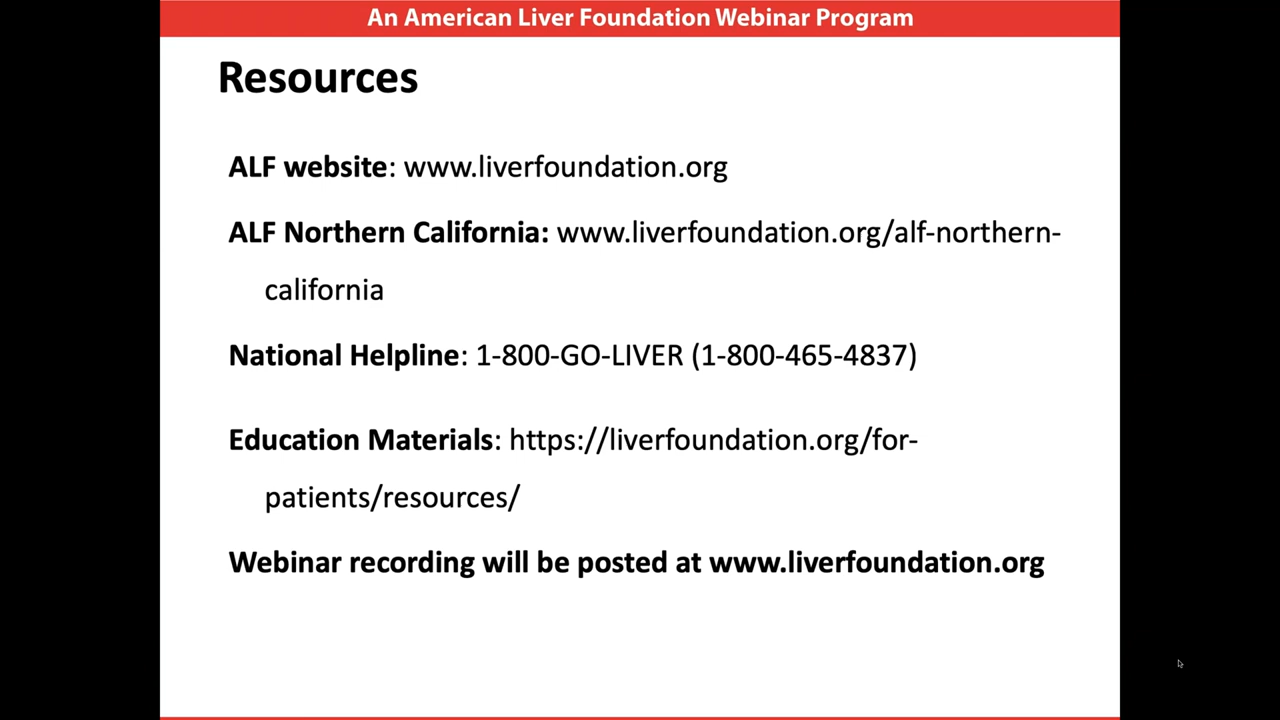 An American Liver Foundation Webinar Program
Resources
ALF website: www.liverfoundation.org
ALF Northern California: www.liverfoundation.org/alf-northern-
california
National Helpline: 1-800-GO-LIVER (1-800-465-4837)
Education Materials: https://liverfoundation.org/for-
patients/resources/
Webinar recording will be posted at www.liverfoundation.org